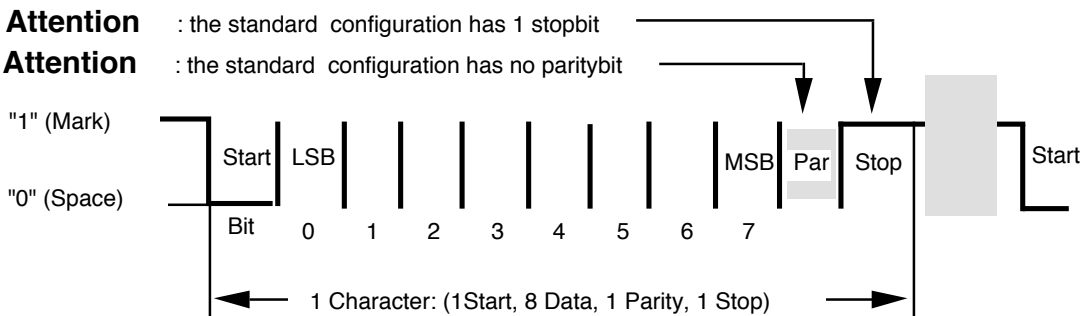 Attention : the standard configuration has 1 stopbit
Attention : the standard configuration has no paritybit
"1" (Mark)
Start LSB MSB Par Stop Start
"0" (Space)
Bit 0 1 2 3 4 5 6 7
1 Character: (1Start, 8 Data, 1 Parity, 1 Stop)